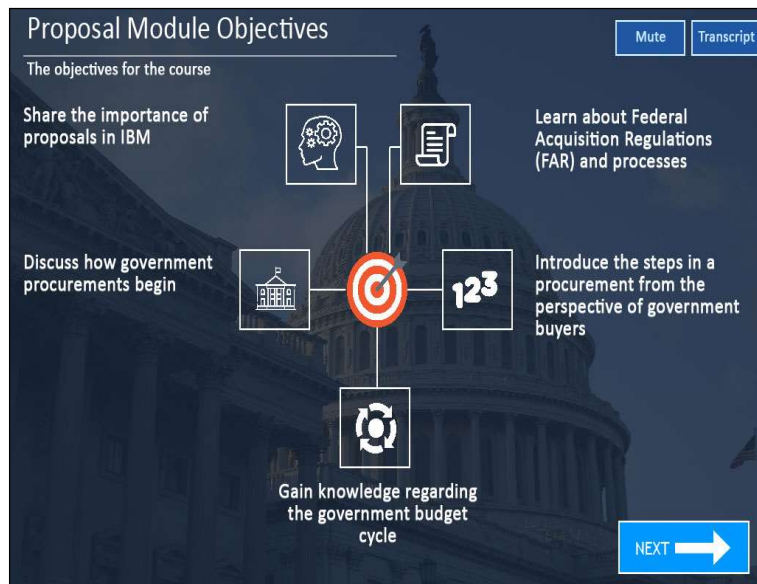 Proposal Module Objectives
Mute
Transcript
The objectives for the course
Share the importance of
proposals in IBM
Learn about Federal
Acquisition Regulations
(FAR) and processes
Discuss how government
procurements begin
123
Introduce the steps in a
procurement from the
perspective of government
buyers
Gain knowledge regarding
the government budget
cycle
NEXT